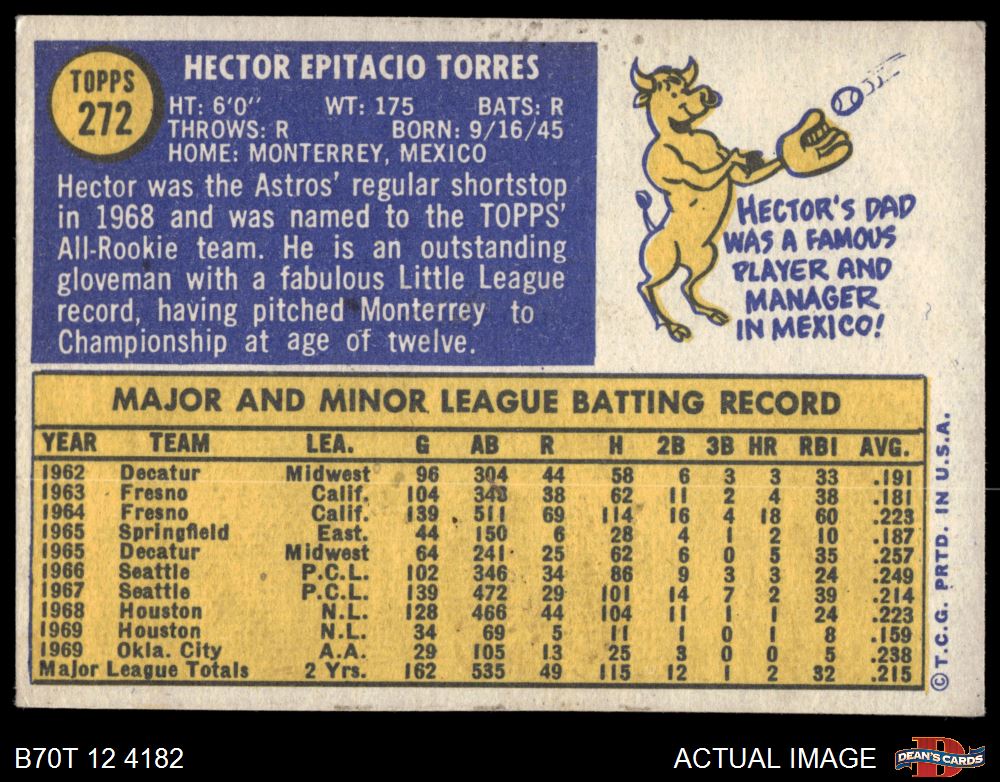 TOPPS
272
HECTOR EPITACIO TORRES
HT: 6'0" WT: 175 BATS: R
THROWS: R BORN: 9/16/45
HOME: MONTERREY, MEXICO
Hector was the Astros' regular shortstop
in 1968 and was named to the TOPPS'
All-Rookie team. He is an outstanding
gloveman with a fabulous Little League
record, having pitched Monterrey to
Championship at age of twelve.
HECTOR'S DAD
WAS A FAMOUS
PLAYER AND
MANAGER
IN MEXICO!
MAJOR AND MINOR LEAGUE BATTING RECORD
YEAR TEAM LEA. G AB R H 2B 3B HR RBI AVG.
1962 Decatur Midwest 96 304 44 58 6 3 3 33 .191
1963 Fresno Calif. 104 343 38 62 11 2 4 38 .181
1964 Fresno Calif. 139 511 69 114 16 4 18 60 .223
1965 Springfield East. 44 150 6 28 4 1 2 10 .187
1965 Decatur Midwest 64 241 25 62 6 0 5 35 .257
1966 Seattle P.C.L. 102 346 34 86 9 3 3 24 .249
1967 Seattle P.C.L. 139 472 29 101 14 7 2 39 .214
1968 Houston N.L. 128 466 44 104 11 1 1 24 .223
1969 Houston N.L. 34 69 5 11 1 0 1 8 .159
1969 Okla. City A.A. 29 105 13 25 3 0 0 5 .238
Major League Totals 2 Yrs. 162 535 49 115 12 1 2 32 .215
© T.C.G. PRTD. IN U.S.A.
B70T 12 4182
ACTUAL IMAGE
D
DEAN'S CARDS